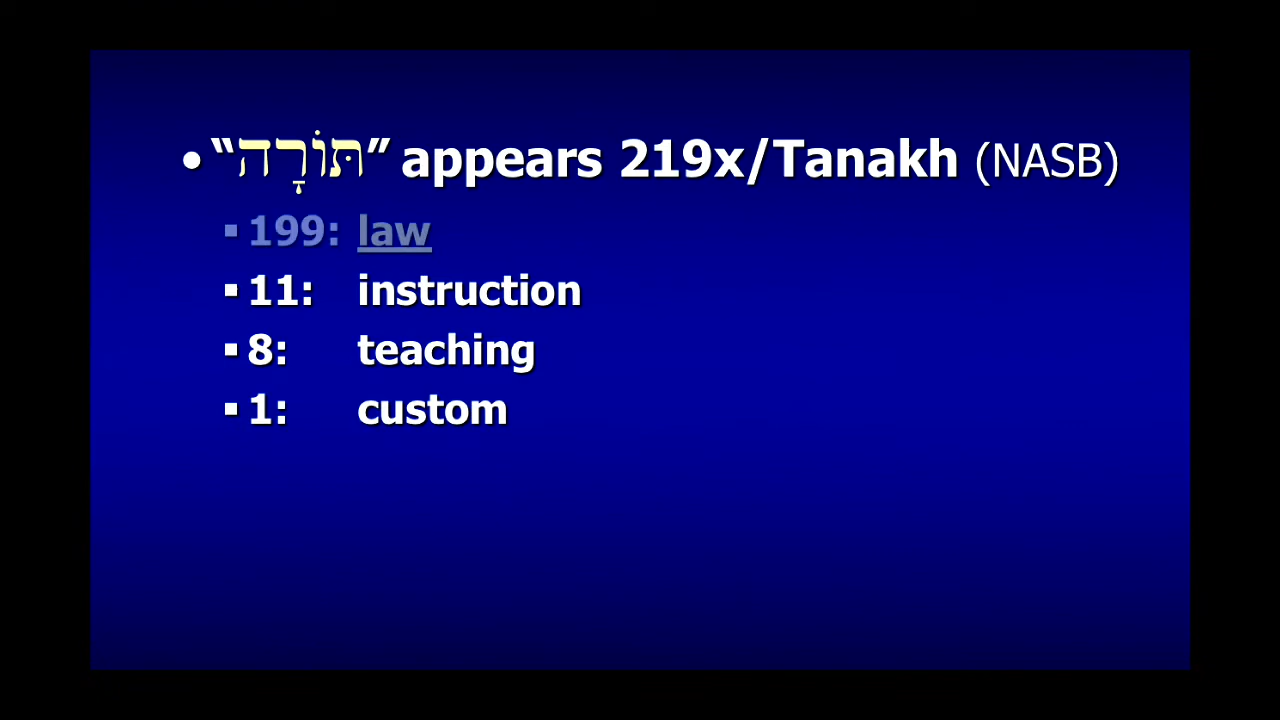 • “תּוֹרָה” appears 219x/Tanakh (NASB)
▪ 199: law
▪ 11: instruction
▪ 8: teaching
▪ 1: custom